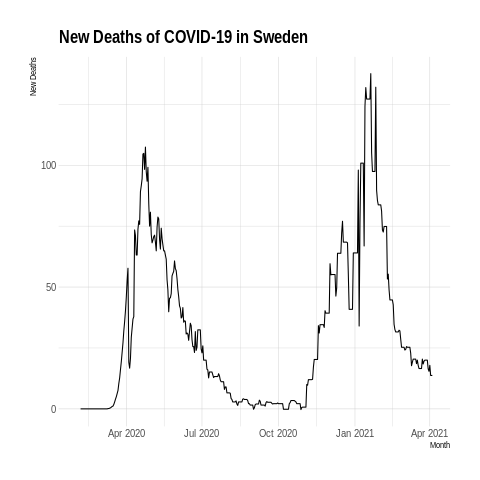 New Deaths of COVID-19 in Sweden
New Deaths
100
50
0
Apr 2020 Jul 2020 Oct 2020 Jan 2021 Apr 2021
Month